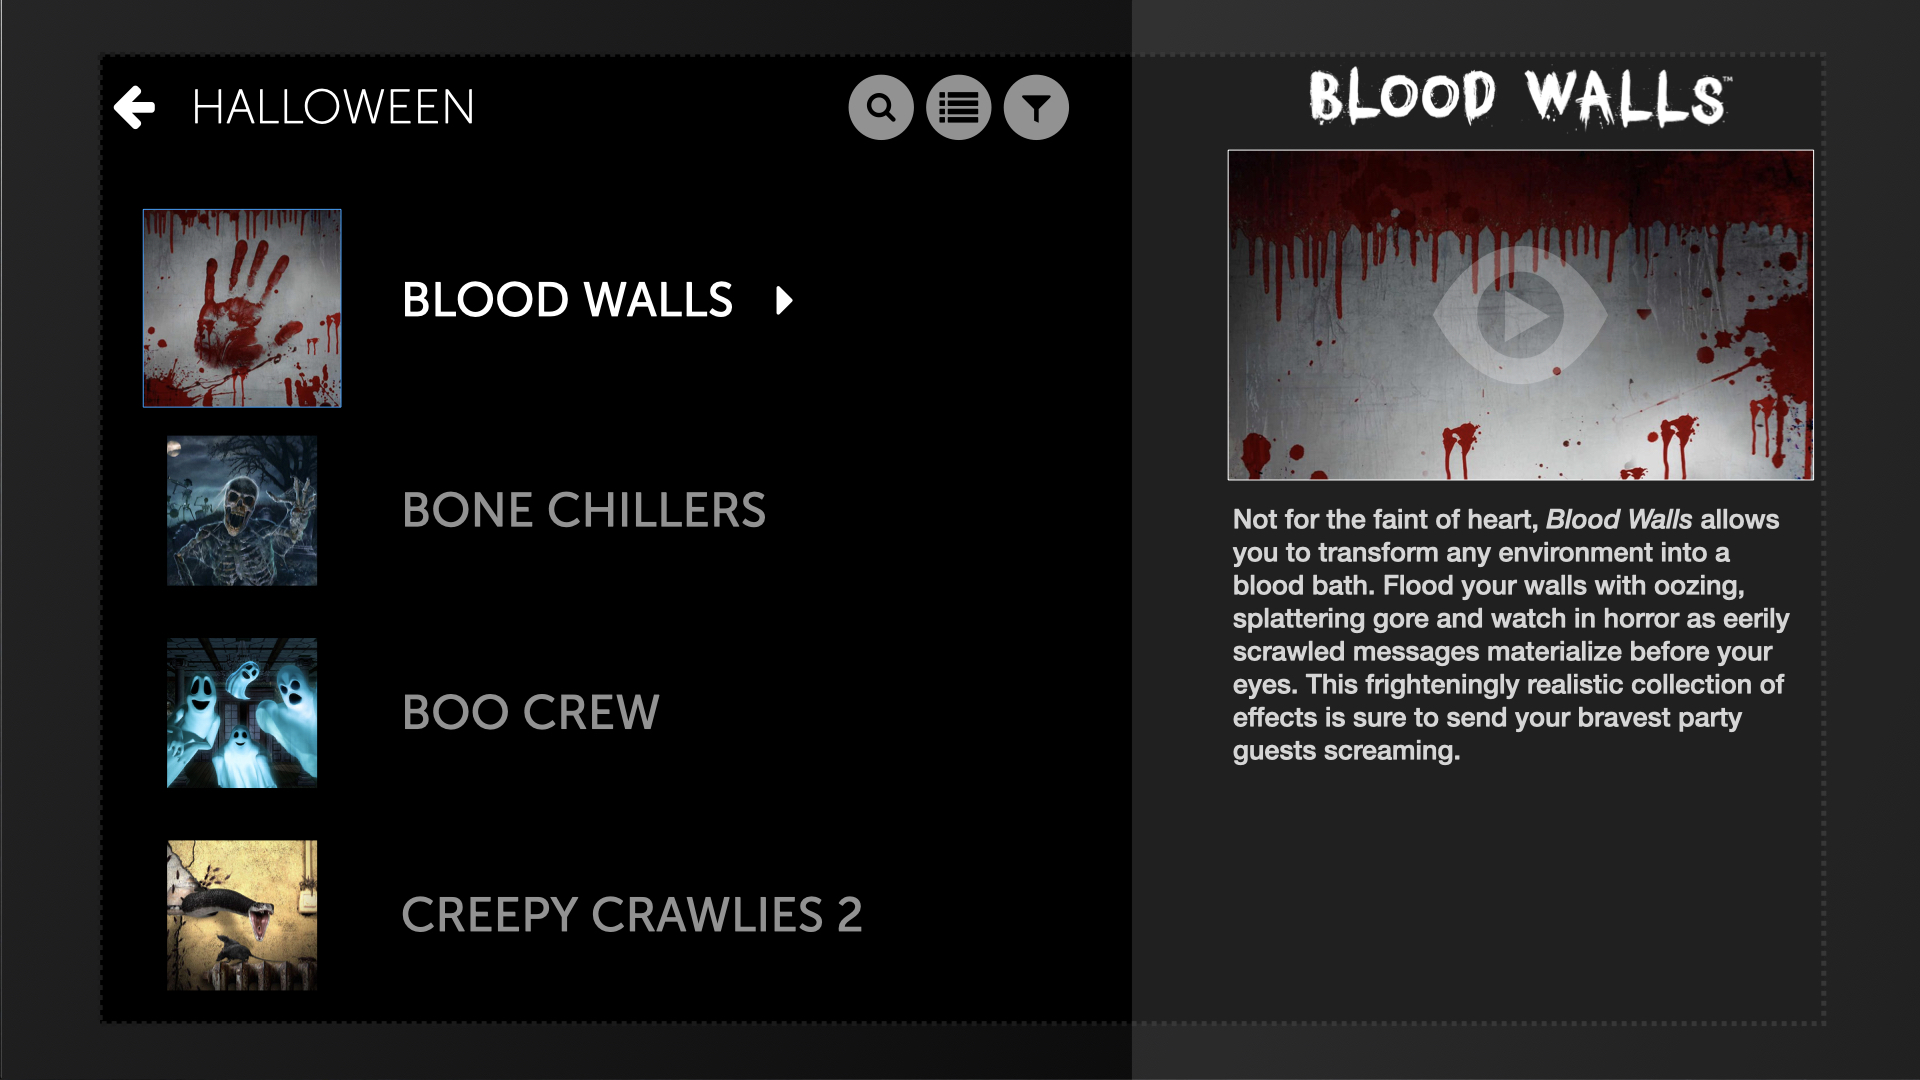 HALLOWEEN
BLOOD WALLS
BONE CHILLERS
BOO CREW
CREEPY CRAWLIES 2
BLOOD WALLS™
Not for the faint of heart, Blood Walls allows
you to transform any environment into a
blood bath. Flood your walls with oozing,
splattering gore and watch in horror as eerily
scrawled messages materialize before your
eyes. This frighteningly realistic collection of
effects is sure to send your bravest party
guests screaming.